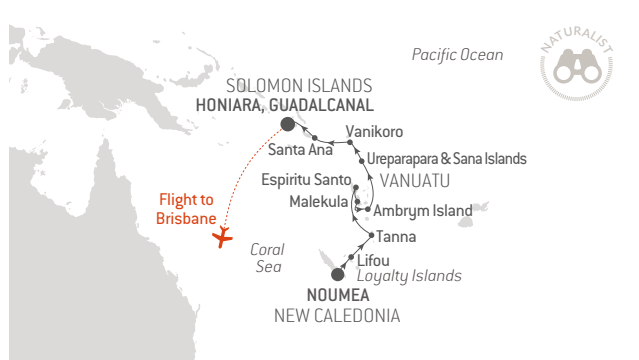 NATURALIST
Pacific Ocean
SOLOMON ISLANDS
HONIARA, GUADALCANAL
Vanikoro
Santa Ana
Ureparapara & Sana Islands
Espiritu Santo
VANUATU
Malekula
Ambrym Island
Flight to
Brisbane
Tanna
Coral
Sea
Lifou
Loyalty Islands
NOUMEA
NEW CALEDONIA